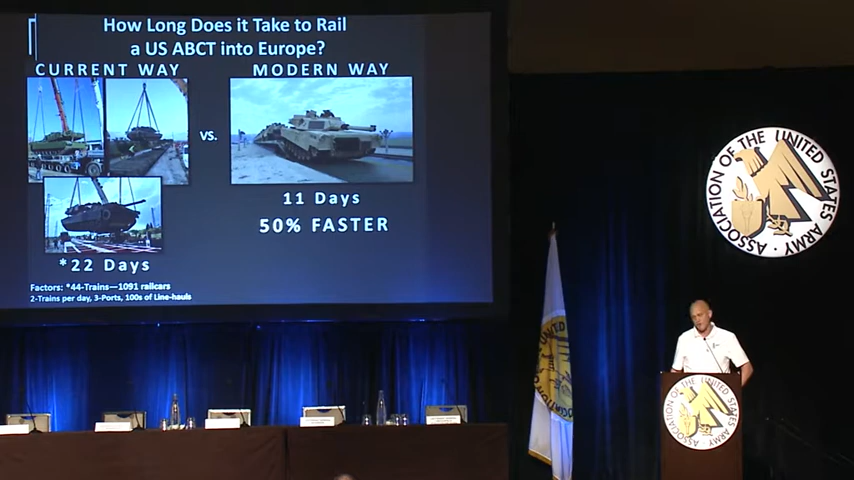 How Long Does it Take to Rail
a US ABCT into Europe?
CURRENT WAY
MODERN WAY
vs.
11 Days
50% FASTER
*22 Days
Factors: *44-Trains—1091 railcars
2-Trains per day, 3-Ports, 100s of Line-hauls
ASSOCIATION OF THE UNITED STATES ARMY